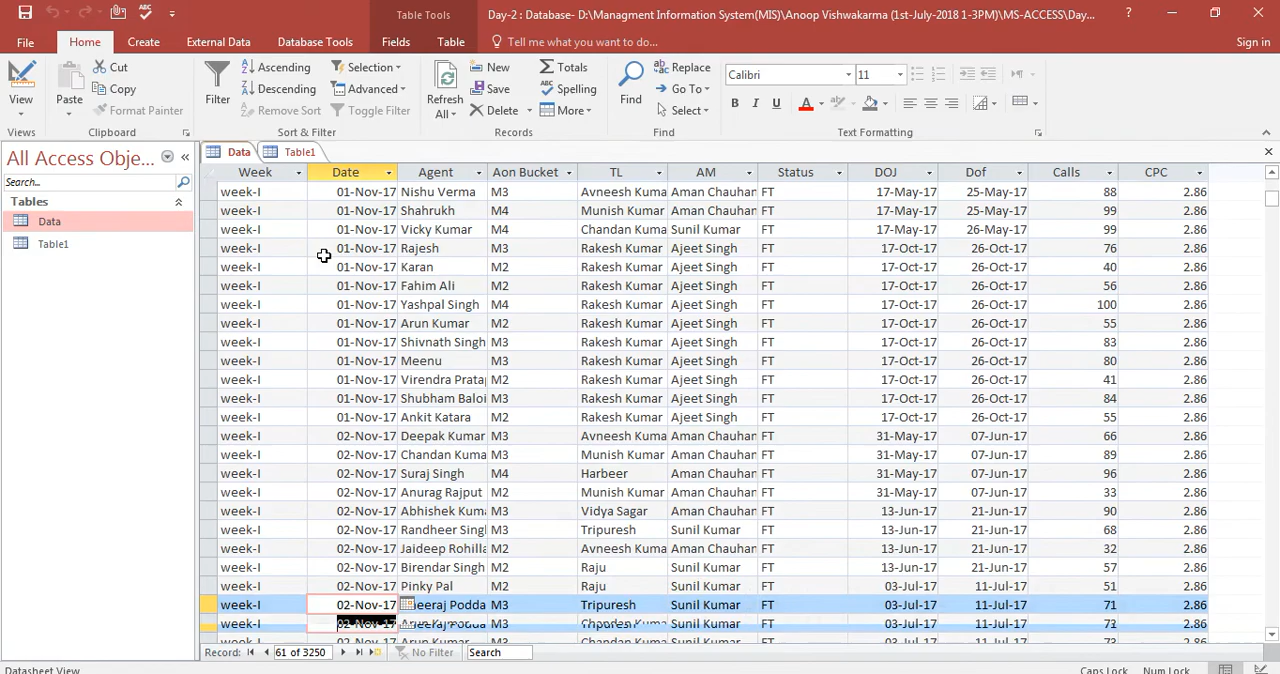 Table Tools
Day-2 : Database- D:\Managment Information System(MIS)\Anoop Vishwakarma (1st-July-2018 1-3PM)\MS-ACCESS\Day...
?
File Home Create External Data Database Tools Fields Table Tell me what you want to do... Sign in
View Paste Cut Copy Format Painter
Filter Ascending Descending Remove Sort Selection Advanced Toggle Filter
Refresh All New Save Delete Totals Spelling More
Find Replace Go To Select
Calibri 11
B I U A
Views Clipboard Sort & Filter Records Find Text Formatting
All Access Obje...
Search...
Tables
Data
Table1
Data Table1
Week Date Agent Aon Bucket TL AM Status DOJ Dof Calls CPC
week-I 01-Nov-17 Nishu Verma M3 Avneesh Kuma Aman Chauhan FT 17-May-17 25-May-17 88 2.86
week-I 01-Nov-17 Shahrukh M4 Munish Kumar Aman Chauhan FT 17-May-17 25-May-17 99 2.86
week-I 01-Nov-17 Vicky Kumar M4 Chandan Kuma Aman Chauhan FT 17-May-17 26-May-17 99 2.86
week-I 01-Nov-17 Rajesh M3 Rakesh Kumar Ajeet Singh FT 17-Oct-17 26-Oct-17 76 2.86
week-I 01-Nov-17 Karan M2 Rakesh Kumar Ajeet Singh FT 17-Oct-17 26-Oct-17 40 2.86
week-I 01-Nov-17 Fahim Ali M2 Rakesh Kumar Ajeet Singh FT 17-Oct-17 26-Oct-17 56 2.86
week-I 01-Nov-17 Yashpal Singh M4 Rakesh Kumar Ajeet Singh FT 17-Oct-17 26-Oct-17 100 2.86
week-I 01-Nov-17 Arun Kumar M2 Rakesh Kumar Ajeet Singh FT 17-Oct-17 26-Oct-17 55 2.86
week-I 01-Nov-17 Shivnath Singh M3 Rakesh Kumar Ajeet Singh FT 17-Oct-17 26-Oct-17 83 2.86
week-I 01-Nov-17 Meenu M3 Rakesh Kumar Ajeet Singh FT 17-Oct-17 26-Oct-17 80 2.86
week-I 01-Nov-17 Virendra Pratap M2 Rakesh Kumar Ajeet Singh FT 17-Oct-17 26-Oct-17 41 2.86
week-I 01-Nov-17 Shubham Baloi M3 Rakesh Kumar Ajeet Singh FT 17-Oct-17 26-Oct-17 84 2.86
week-I 01-Nov-17 Ankit Katara M2 Rakesh Kumar Ajeet Singh FT 17-Oct-17 26-Oct-17 55 2.86
week-I 02-Nov-17 Deepak Kumar M3 Avneesh Kuma Aman Chauhan FT 31-May-17 07-Jun-17 66 2.86
week-I 02-Nov-17 Chandan Kuma M3 Munish Kumar Aman Chauhan FT 31-May-17 07-Jun-17 89 2.86
week-I 02-Nov-17 Suraj Singh M4 Harbeer Aman Chauhan FT 31-May-17 07-Jun-17 96 2.86
week-I 02-Nov-17 Anurag Rajput M2 Munish Kumar Aman Chauhan FT 31-May-17 07-Jun-17 33 2.86
week-I 02-Nov-17 Abhishek Kuma M3 Vidya Sagar Aman Chauhan FT 13-Jun-17 21-Jun-17 90 2.86
week-I 02-Nov-17 Randheer Singl M3 Tripuresh Sunil Kumar FT 13-Jun-17 21-Jun-17 68 2.86
week-I 02-Nov-17 Jaideep Rohilla M2 Avneesh Kuma Aman Chauhan FT 13-Jun-17 21-Jun-17 32 2.86
week-I 02-Nov-17 Birendar Singh M2 Raju Sunil Kumar FT 13-Jun-17 21-Jun-17 57 2.86
week-I 02-Nov-17 Pinky Pal M2 Raju Sunil Kumar FT 03-Jul-17 11-Jul-17 51 2.86
week-I 02-Nov-17 heeraj Podda M3 Tripuresh Sunil Kumar FT 03-Jul-17 11-Jul-17 71 2.86
week-I 02-Nov-17 M3 Sunil Kumar FT 03-Jul-17 11-Jul-17 2.86
Record: 61 of 3250 No Filter Search
Datasheet View Caps Lock Num Lock